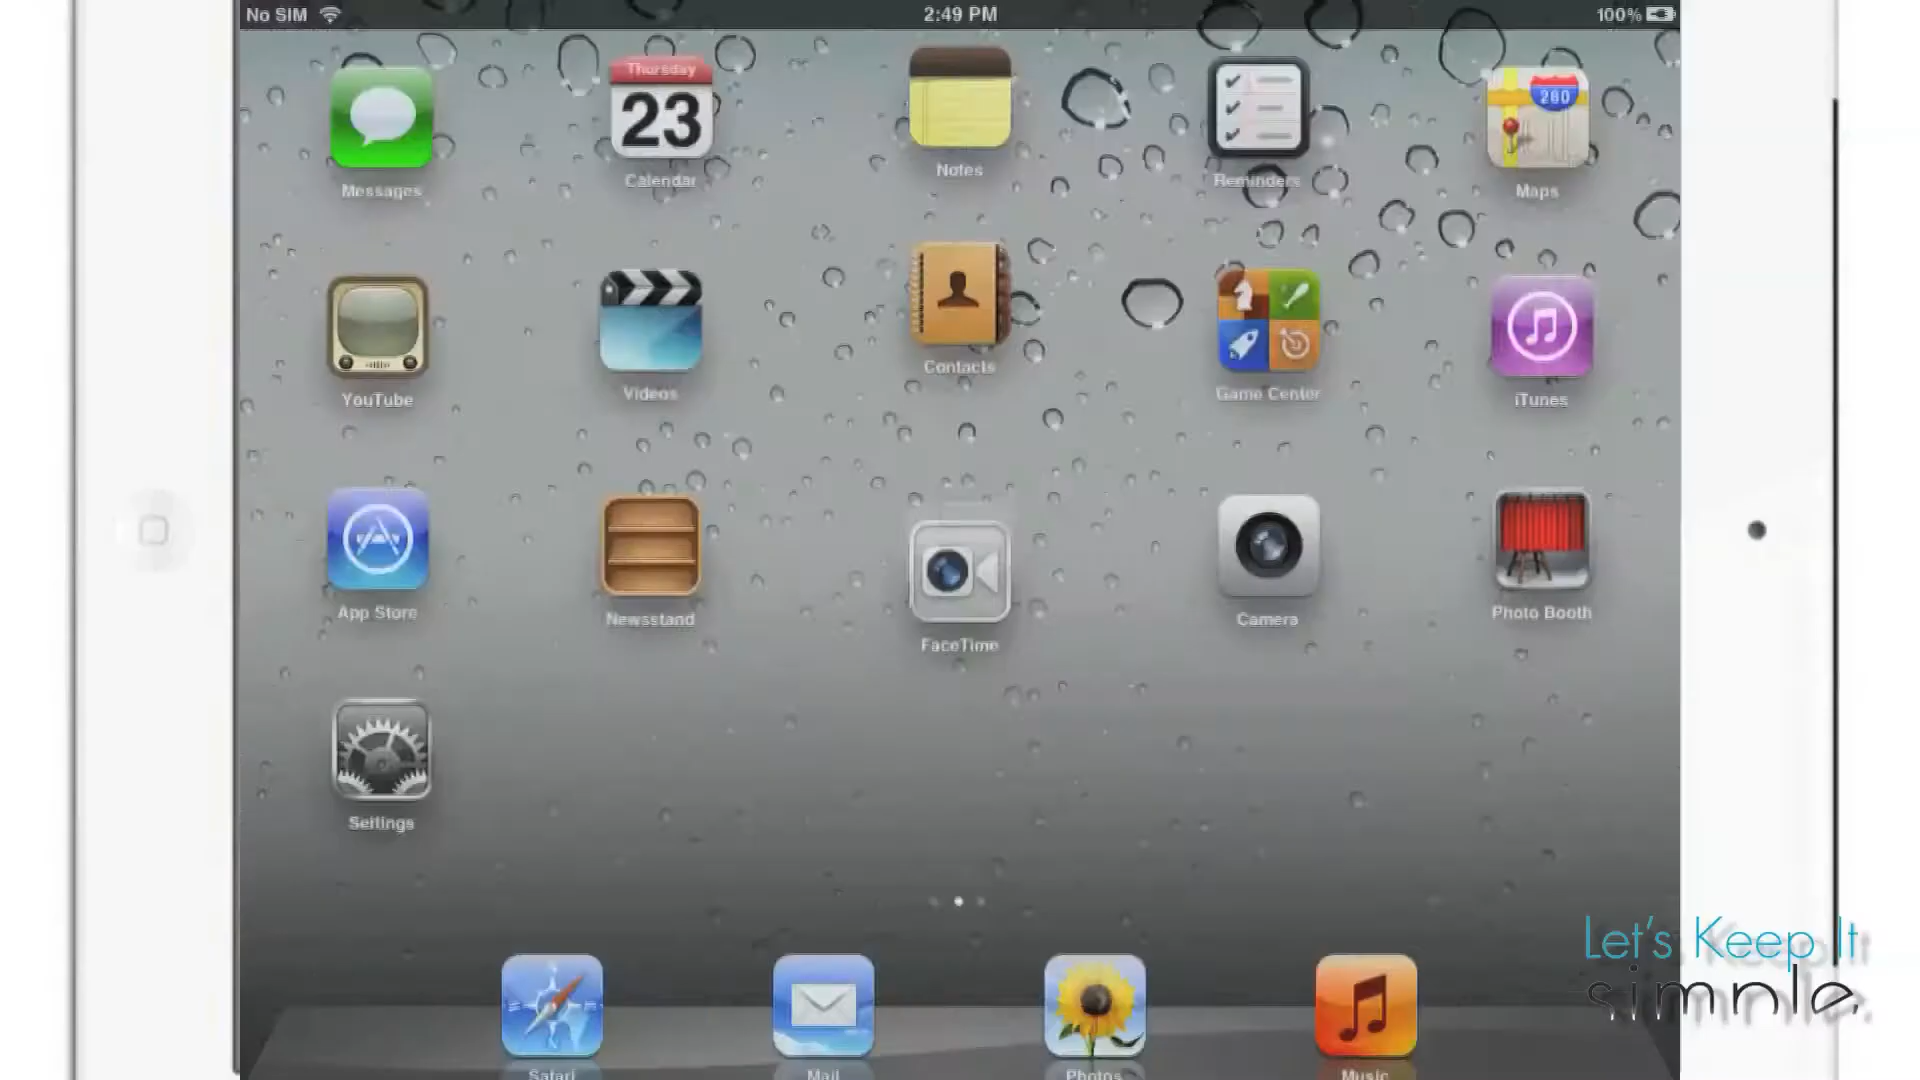 No SIM
2:49 PM
100%
Thursday
23
280
Messages
Calendar
Notes
Reminders
Maps
YouTube
Videos
Contacts
Game Center
iTunes
App Store
Newsstand
FaceTime
Camera
Photo Booth
Settings
Let's Keep It
simple.
Safari
Mail
Photos
Music